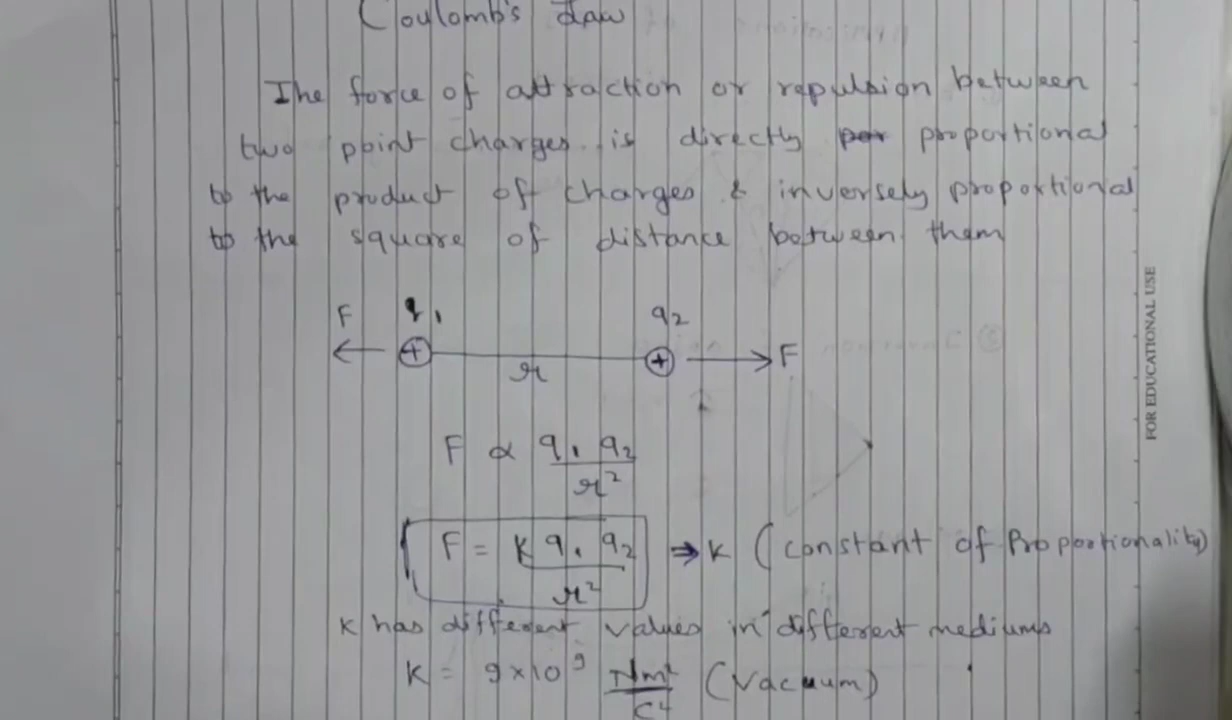 Coulomb's Law
The force of attraction or repulsion between
two point charges is directly proportional
to the product of charges & inversely proportional
to the square of distance between them
F q₁ q₂
+ r + F
F ∝ q₁ q₂
r²
F = K q₁ q₂ ⇒ K (Constant of Proportionality)
r²
K has different values in different mediums
K = 9×10⁹ Nm² (Vacuum)
FOR EDUCATIONAL USE